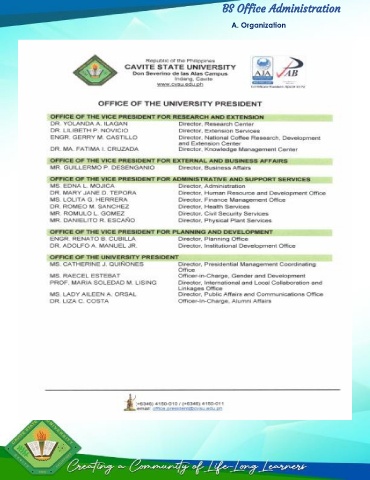 BS Office Administration
A. Organization
Republic of the Philippines
CAVITE STATE UNIVERSITY
Don Severino de las Alas Campus
Indang, Cavite
www.cvsu.edu.ph
OFFICE OF THE UNIVERSITY PRESIDENT
OFFICE OF THE VICE PRESIDENT FOR RESEARCH AND EXTENSION
DR. YOLANDA A. ILAGAN Director, Research Center
DR. LILIBETH P. NOVICIO Director, Extension Services
ENGR. GERRY M. CASTILLO Director, National Coffee Research, Development
and Extension Center
DR. MA. FATIMA I. CRUZADA Director, Knowledge Management Center
OFFICE OF THE VICE PRESIDENT FOR EXTERNAL AND BUSINESS AFFAIRS
MR. GUILLERMO P. DESENGANIO Director, Business Affairs
OFFICE OF THE VICE PRESIDENT FOR ADMINISTRATIVE AND SUPPORT SERVICES
MS. EDNA L. MOJICA Director, Administration
DR. MARY JANE D. TEPORA Director, Human Resource and Development Office
MS. LOLITA G. HERRERA Director, Finance Management Office
DR. ROMEO M. SANCHEZ Director, Health Services
MR. ROMULO L. GOMEZ Director, Civil Security Services
MR. DANIELITO R. ESCAÑO Director, Physical Plant Services
OFFICE OF THE VICE PRESIDENT FOR PLANNING AND DEVELOPMENT
ENGR. RENATO B. CUBILLA Director, Planning Office
DR. ADOLFO A. MANUEL JR. Director, Institutional Development Office
OFFICE OF THE UNIVERSITY PRESIDENT
MS. CATHERINE J. QUIÑONES Director, Presidential Management Coordinating
Office
MS. RAECEL ESTEBAT Officer-in-Charge, Gender and Development
PROF. MARIA SOLEDAD M. LISING Director, International and Local Collaboration and
Linkages Office
MS. LADY AILEEN A. ORSAL Director, Public Affairs and Communications Office
DR. LIZA C. COSTA Officer-in-Charge, Alumni Affairs
(+6346) 4150-010 / (+6346) 4150-011
email: office.president@cvsu.edu.ph
Creating a Community of Life-Long Learners